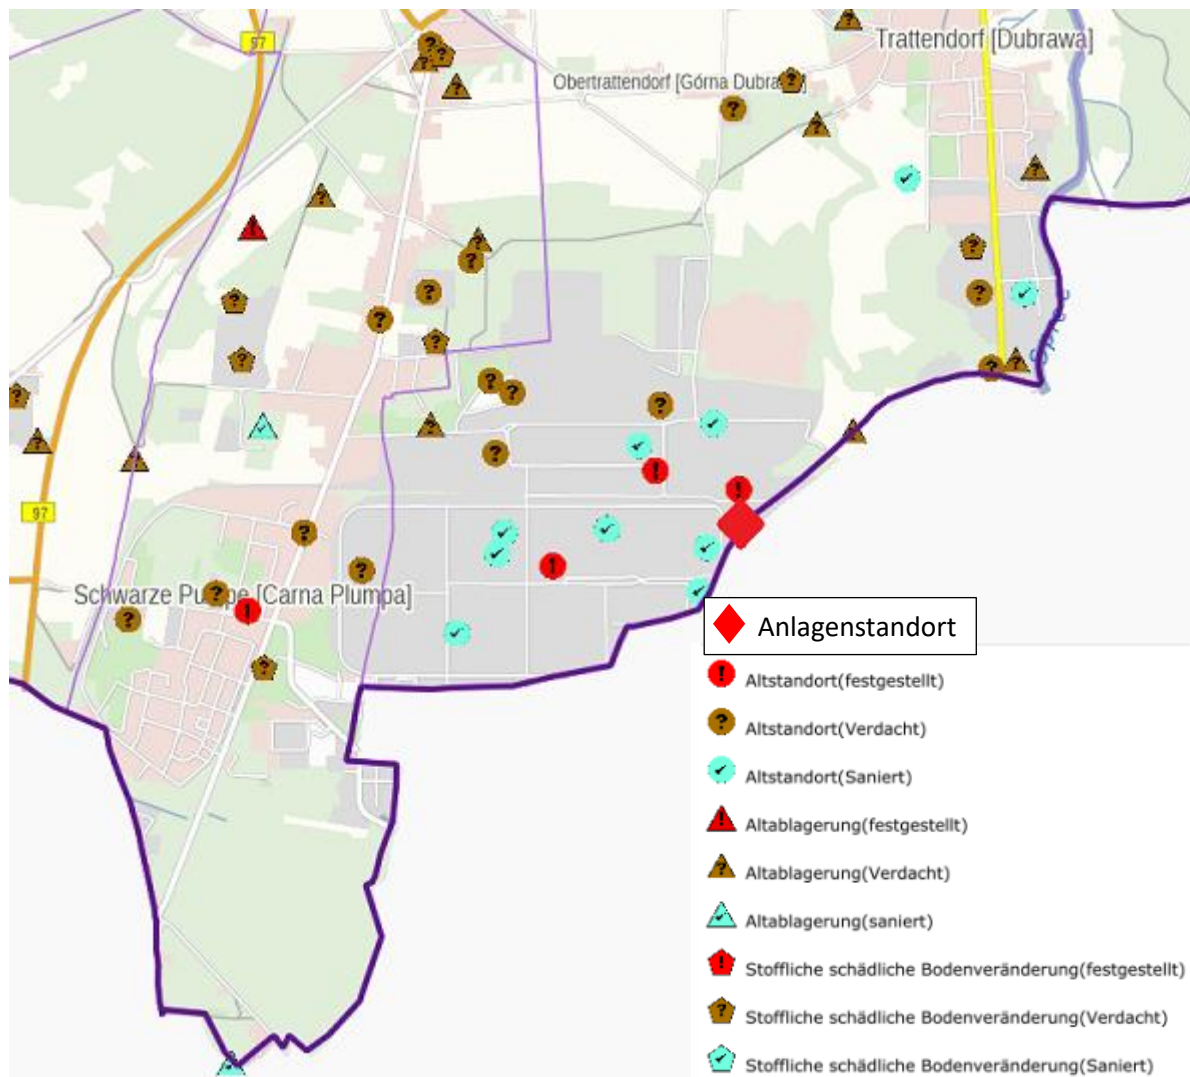 97
Trattendorf [Dubrawa]
Obertrattendorf [Górna Dubra
97
Schwarze Pumpe [Carna Plumpa]
Anlagenstandort
Altstandort(festgestellt)
Altstandort(Verdacht)
Altstandort(Saniert)
Altablagerung(festgestellt)
Altablagerung(Verdacht)
Altablagerung(saniert)
Stoffliche schädliche Bodenveränderung(festgestellt)
Stoffliche schädliche Bodenveränderung(Verdacht)
Stoffliche schädliche Bodenveränderung(Saniert)